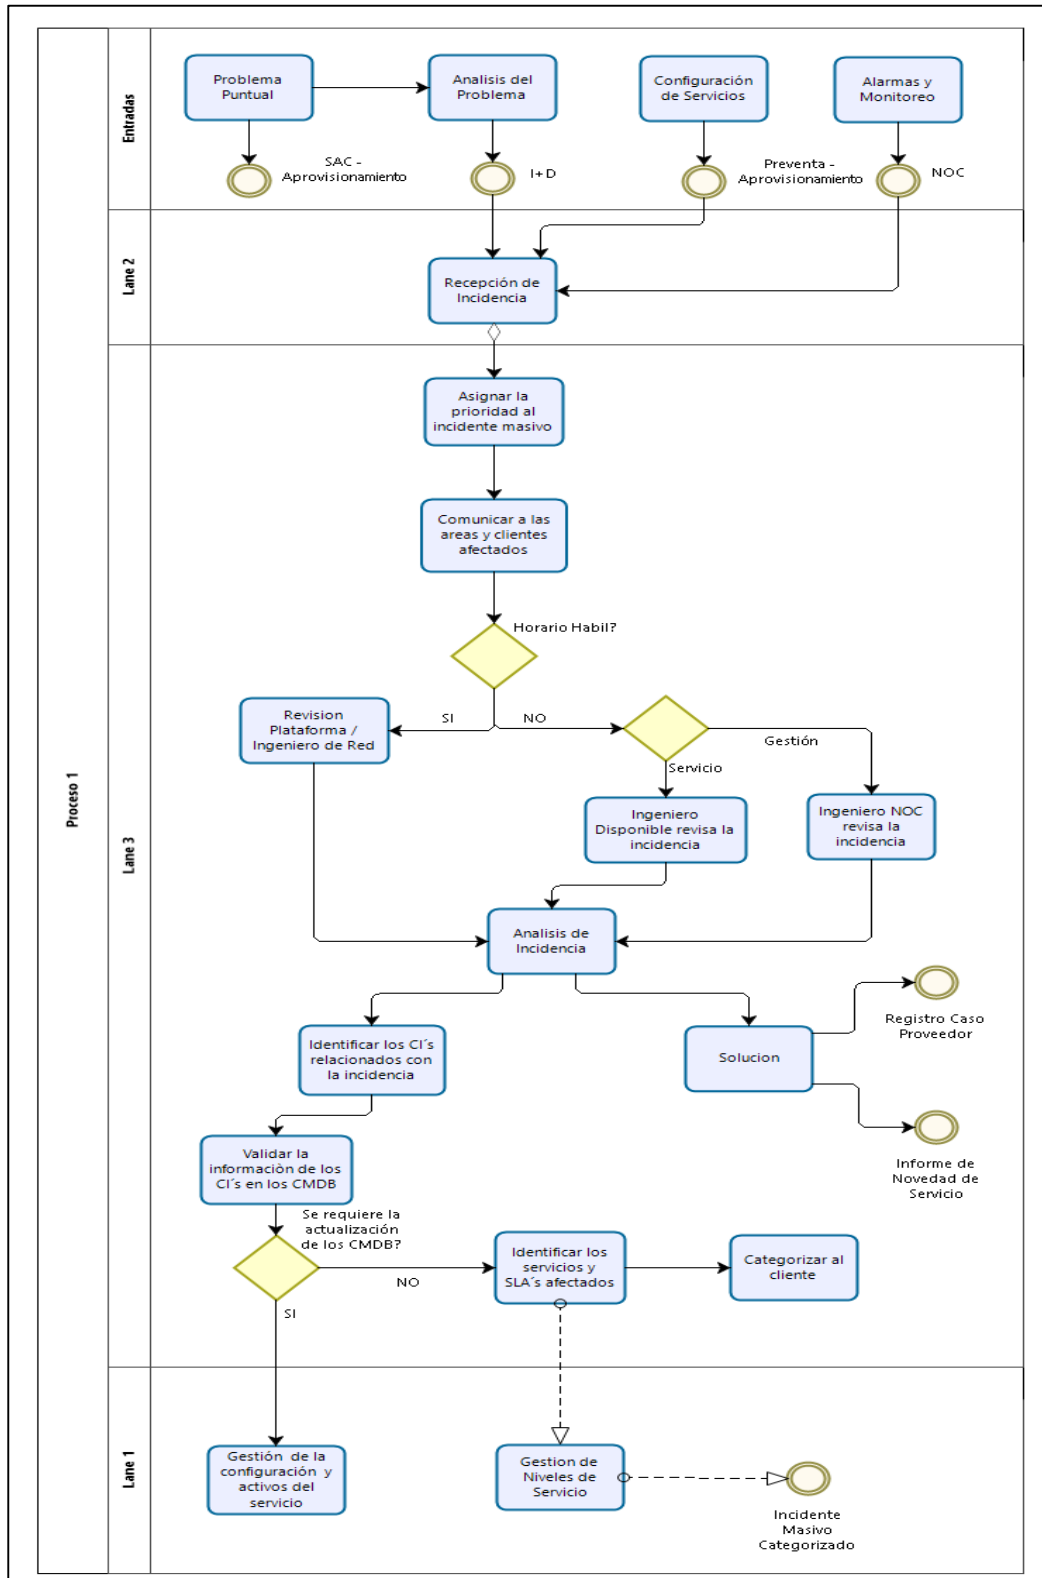 Proceso 1
Entradas
Problema
Puntual
Analisis del
Problema
Configuración
de Servicios
Alarmas y
Monitoreo
SAC -
Aprovisionamiento
I+D
Preventa -
Aprovisionamiento
NOC
Lane 2
Recepción de
Incidencia
Lane 3
Asignar la
prioridad al
incidente masivo
Comunicar a las
areas y clientes
afectados
Horario Habil?
SI
NO
Revision
Plataforma /
Ingeniero de Red
Gestión
Servicio
Ingeniero
Disponible revisa la
incidencia
Ingeniero NOC
revisa la
incidencia
Analisis de
Incidencia
Registro Caso
Proveedor
Identificar los CI´s
relacionados con
la incidencia
Solucion
Validar la
informaciòn de los
CI´s en los CMDB
Informe de
Novedad de
Servicio
Se requiere la
actualización
de los CMDB?
NO
SI
Identificar los
servicios y
SLA´s afectados
Categorizar al
cliente
Lane 1
Gestión de la
configuración y
activos del
servicio
Gestion de
Niveles de
Servicio
Incidente
Masivo
Categorizado